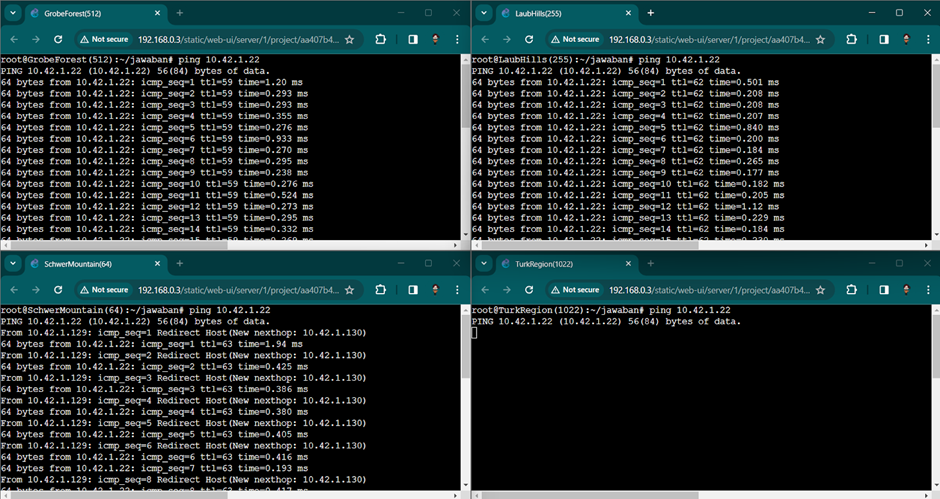 GrobeForest(512)
Not secure 192.168.0.3/static/web-ui/server/1/project/aa407b4...
root@GrobeForest(512):~/jawaban# ping 10.42.1.22
PING 10.42.1.22 (10.42.1.22) 56(84) bytes of data.
64 bytes from 10.42.1.22: icmp_seq=1 ttl=59 time=1.20 ms
64 bytes from 10.42.1.22: icmp_seq=2 ttl=59 time=0.293 ms
64 bytes from 10.42.1.22: icmp_seq=3 ttl=59 time=0.293 ms
64 bytes from 10.42.1.22: icmp_seq=4 ttl=59 time=0.355 ms
64 bytes from 10.42.1.22: icmp_seq=5 ttl=59 time=0.276 ms
64 bytes from 10.42.1.22: icmp_seq=6 ttl=59 time=0.933 ms
64 bytes from 10.42.1.22: icmp_seq=7 ttl=59 time=0.270 ms
64 bytes from 10.42.1.22: icmp_seq=8 ttl=59 time=0.295 ms
64 bytes from 10.42.1.22: icmp_seq=9 ttl=59 time=0.238 ms
64 bytes from 10.42.1.22: icmp_seq=10 ttl=59 time=0.276 ms
64 bytes from 10.42.1.22: icmp_seq=11 ttl=59 time=0.524 ms
64 bytes from 10.42.1.22: icmp_seq=12 ttl=59 time=0.273 ms
64 bytes from 10.42.1.22: icmp_seq=13 ttl=59 time=0.295 ms
64 bytes from 10.42.1.22: icmp_seq=14 ttl=59 time=0.332 ms
LaubHills(255)
Not secure 192.168.0.3/static/web-ui/server/1/project/aa407b4...
root@LaubHills(255):~/jawaban# ping 10.42.1.22
PING 10.42.1.22 (10.42.1.22) 56(84) bytes of data.
64 bytes from 10.42.1.22: icmp_seq=1 ttl=62 time=0.501 ms
64 bytes from 10.42.1.22: icmp_seq=2 ttl=62 time=0.208 ms
64 bytes from 10.42.1.22: icmp_seq=3 ttl=62 time=0.208 ms
64 bytes from 10.42.1.22: icmp_seq=4 ttl=62 time=0.207 ms
64 bytes from 10.42.1.22: icmp_seq=5 ttl=62 time=0.840 ms
64 bytes from 10.42.1.22: icmp_seq=6 ttl=62 time=0.200 ms
64 bytes from 10.42.1.22: icmp_seq=7 ttl=62 time=0.184 ms
64 bytes from 10.42.1.22: icmp_seq=8 ttl=62 time=0.265 ms
64 bytes from 10.42.1.22: icmp_seq=9 ttl=62 time=0.177 ms
64 bytes from 10.42.1.22: icmp_seq=10 ttl=62 time=0.182 ms
64 bytes from 10.42.1.22: icmp_seq=11 ttl=62 time=0.205 ms
64 bytes from 10.42.1.22: icmp_seq=12 ttl=62 time=1.12 ms
64 bytes from 10.42.1.22: icmp_seq=13 ttl=62 time=0.229 ms
64 bytes from 10.42.1.22: icmp_seq=14 ttl=62 time=0.184 ms
SchwerMountain(64)
Not secure 192.168.0.3/static/web-ui/server/1/project/aa407b4...
root@SchwerMountain(64):~/jawaban# ping 10.42.1.22
PING 10.42.1.22 (10.42.1.22) 56(84) bytes of data.
From 10.42.1.129: icmp_seq=1 Redirect Host(New nexthop: 10.42.1.130)
64 bytes from 10.42.1.22: icmp_seq=1 ttl=63 time=1.94 ms
From 10.42.1.129: icmp_seq=2 Redirect Host(New nexthop: 10.42.1.130)
64 bytes from 10.42.1.22: icmp_seq=2 ttl=63 time=0.425 ms
From 10.42.1.129: icmp_seq=3 Redirect Host(New nexthop: 10.42.1.130)
64 bytes from 10.42.1.22: icmp_seq=3 ttl=63 time=0.386 ms
From 10.42.1.129: icmp_seq=4 Redirect Host(New nexthop: 10.42.1.130)
64 bytes from 10.42.1.22: icmp_seq=4 ttl=63 time=0.380 ms
From 10.42.1.129: icmp_seq=5 Redirect Host(New nexthop: 10.42.1.130)
64 bytes from 10.42.1.22: icmp_seq=5 ttl=63 time=0.405 ms
From 10.42.1.129: icmp_seq=6 Redirect Host(New nexthop: 10.42.1.130)
64 bytes from 10.42.1.22: icmp_seq=6 ttl=63 time=0.416 ms
64 bytes from 10.42.1.22: icmp_seq=7 ttl=63 time=0.193 ms
From 10.42.1.129: icmp_seq=8 Redirect Host(New nexthop: 10.42.1.130)
TurkRegion(1022)
Not secure 192.168.0.3/static/web-ui/server/1/project/aa407b4...
root@TurkRegion(1022):~/jawaban# ping 10.42.1.22
PING 10.42.1.22 (10.42.1.22) 56(84) bytes of data.